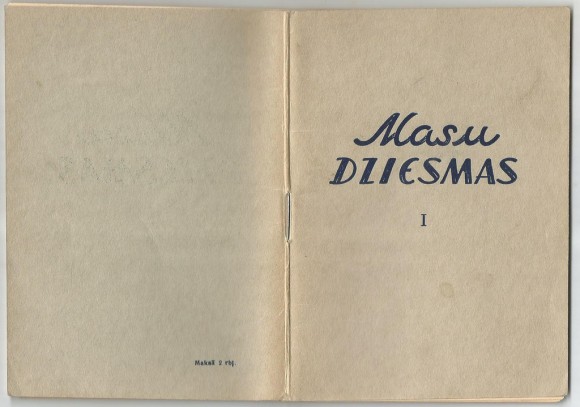 Masu
DZIESMAS
I
Maksā 2 rbļ.